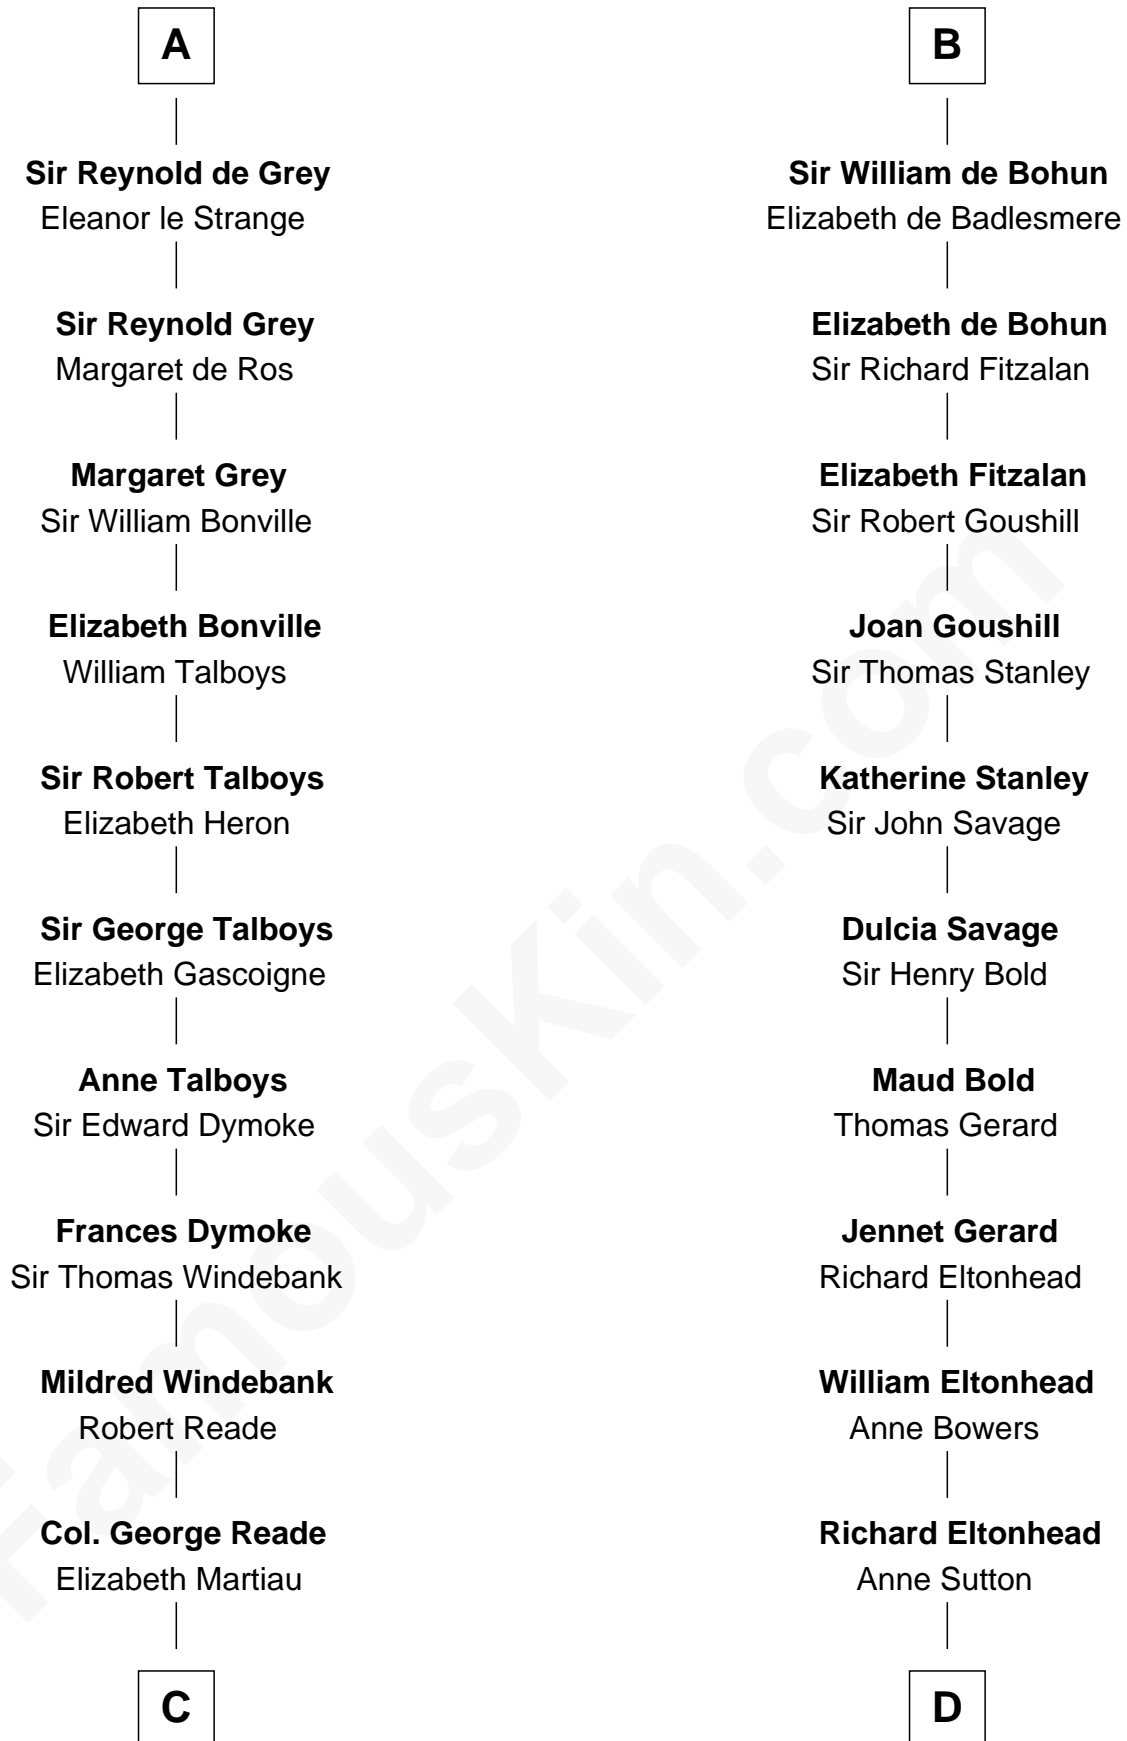 A
Sir Reynold de Grey
Eleanor le Strange
Sir Reynold Grey
Margaret de Ros
Margaret Grey
Sir William Bonville
Elizabeth Bonville
William Talboys
Sir Robert Talboys
Elizabeth Heron
Sir George Talboys
Elizabeth Gascoigne
Anne Talboys
Sir Edward Dymoke
Frances Dymoke
Sir Thomas Windebank
Mildred Windebank
Robert Reade
Col. George Reade
Elizabeth Martiau
C
B
Sir William de Bohun
Elizabeth de Badlesmere
Elizabeth de Bohun
Sir Richard Fitzalan
Elizabeth Fitzalan
Sir Robert Goushill
Joan Goushill
Sir Thomas Stanley
Katherine Stanley
Sir John Savage
Dulcia Savage
Sir Henry Bold
Maud Bold
Thomas Gerard
Jennet Gerard
Richard Eltonhead
William Eltonhead
Anne Bowers
Richard Eltonhead
Anne Sutton
D
FamousKin.com